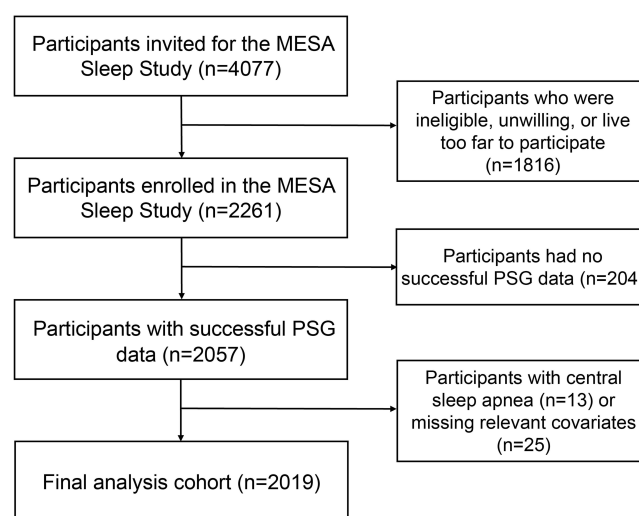 Participants invited for the MESA
Sleep Study (n=4077)
Participants who were
ineligible, unwilling, or live
too far to participate
(n=1816)
Participants enrolled in the MESA
Sleep Study (n=2261)
Participants had no
successful PSG data (n=204
Participants with successful PSG
data (n=2057)
Participants with central
sleep apnea (n=13) or
missing relevant covariates
(n=25)
Final analysis cohort (n=2019)